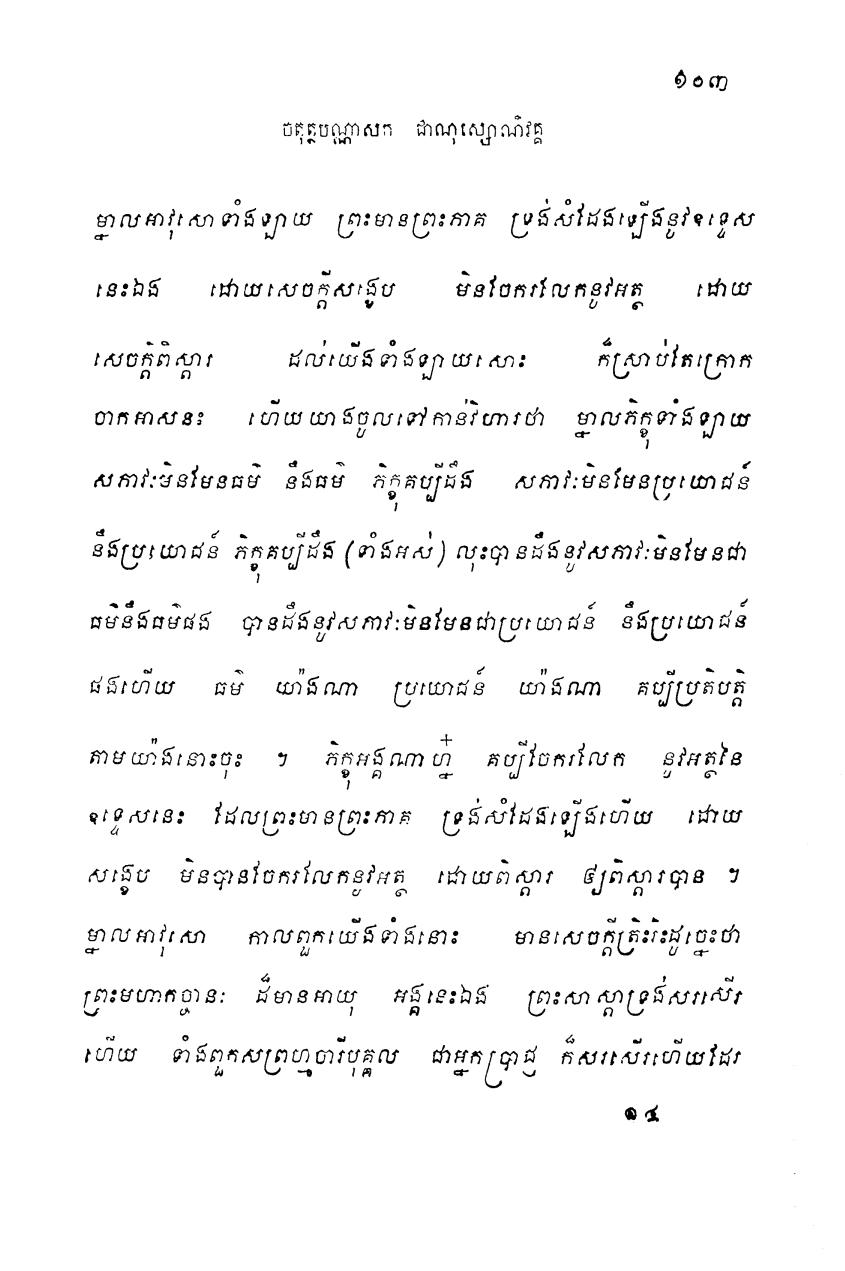 ១០៣
ចតុត្ថបណ្ណាសក ជាណុស្សោណិវគ្គ
ម្នាលអាវុសោទាំងឡាយ ព្រះមានព្រះភាគ ទ្រង់សំដែងឡើងនូវឧទ្ទេស
នេះឯង ដោយសេចក្តីសង្ខេប មិនចែករលែកនូវអត្ថ ដោយ
សេចក្តិពិស្តារ ដល់យើងទាំងឡាយសោះ ក៏ស្រាប់តែក្រោក
ចាកអាសនះ ហើយយាងចូលទៅកាន់វិហារថា ម្នាលភិក្ខុទាំងឡាយ
សភាវៈមិនមែនធម៌ នឹងធម៌ ភិក្ខុគប្បីដឹង សភាវៈមិនមែនប្រយោជន៍
នឹងប្រយោជន៍ ភិក្ខុគប្បីដឹង (ទាំងអស់) លុះបានដឹងនូវសភាវៈមិនមែនជា
ធម៌នឹងធម៌ផង បានដឹងនូវសភាវៈមិនមែនជាប្រយោជន៍ នឹងប្រយោជន៍
ផងហើយ ធម៌ យ៉ាងណា ប្រយោជន៍ យ៉ាងណា គប្បីប្រតិបត្តិ
តាមយ៉ាងនោះចុះ ។ ភិក្ខុអង្គណាហ្ន៎ គប្បីចែករលែក នូវអត្ថនៃ
ឧទ្ទេសនេះ ដែលព្រះមានព្រះភាគ ទ្រង់សំដែងឡើងហើយ ដោយ
សង្ខេប មិនបានចែករលែកនូវអត្ថ ដោយពិស្តារ ឲ្យពិស្តារបាន ។
ម្នាលអាវុសោ កាលពួកយើងទាំងនោះ មានសេចក្តីត្រិះរិះដូច្នេះថា
ព្រះមហាកច្ចានៈ ដ៏មានអាយុ អង្គនេះឯង ព្រះសាស្តាទ្រង់សរសើរ
ហើយ ទាំងពួកសព្រហ្មចារីបុគ្គល ជាអ្នកប្រាជ្ញ ក៏សរសើរហើយដែរ
១៤